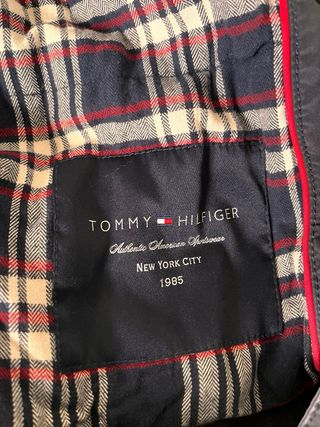 TOMMY HILFIGER
Authentic American Sportswear
NEW YORK CITY
1985